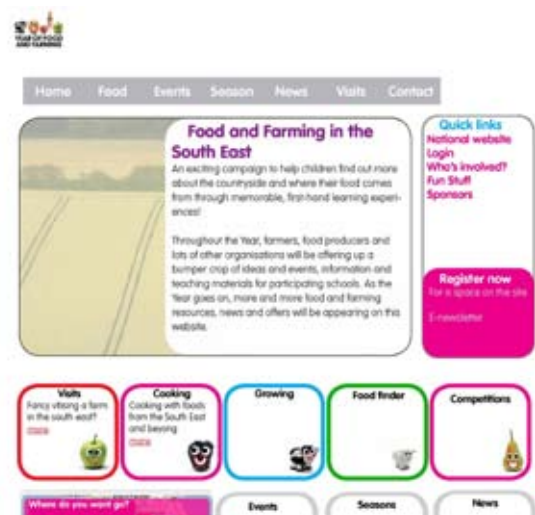 YEAR OF FOOD
AND FARMING
Home Food Events Season News Visits Contact
Food and Farming in the
South East
An exciting campaign to help children find out more
about the countryside and where their food comes
from through memorable, first-hand learning experi-
ences!
Throughout the Year, farmers, food producers and
lots of other organisations will be offering up a
bumper crop of ideas and events, information and
teaching materials for participating schools. As the
Year goes on, more and more food and farming
resources, news and offers will be appearing on this
website.
Quick links
National website
Login
Who's involved?
Fun Stuff
Sponsors
Register now
For a space on the site
E-newsletter
Visits
Fancy vitising a farm
in the south east?
more
Cooking
Cooking with foods
from the South East
and beyong
more
Growing
Food finder
Competitions
Where do you want go?
Events
Seasons
News